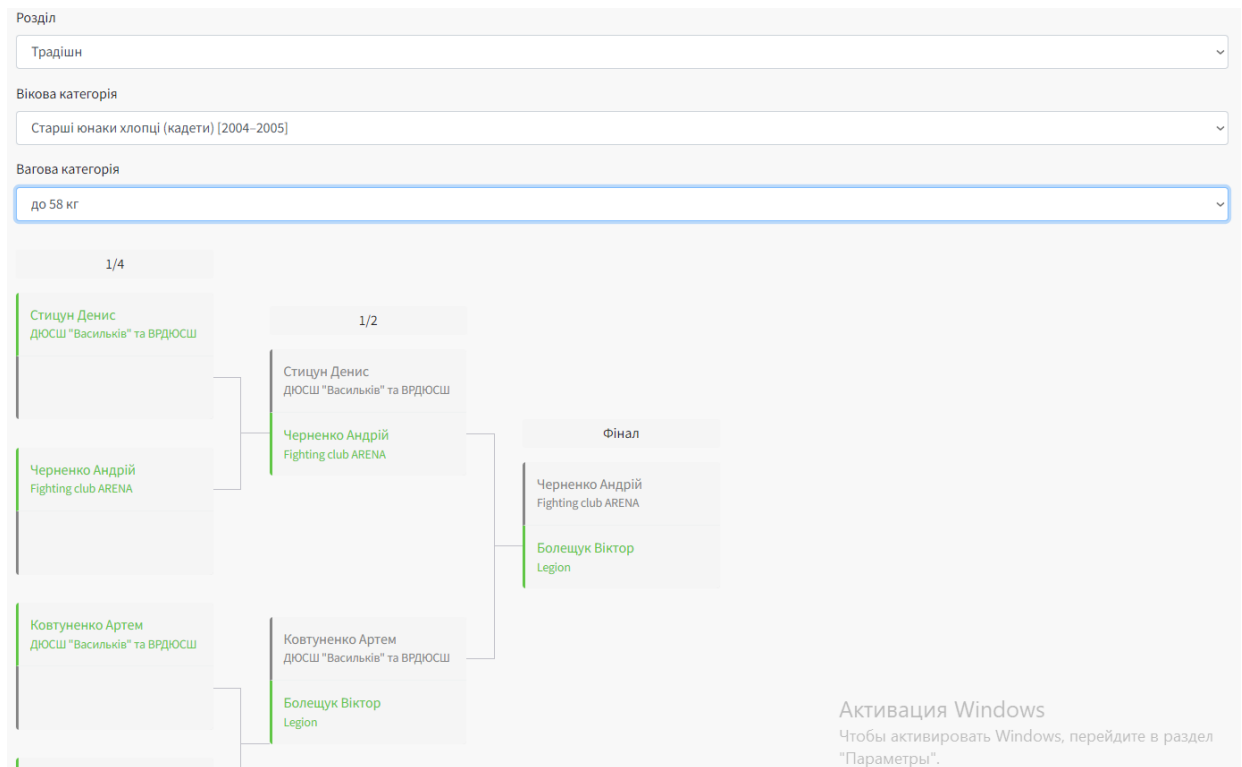 Розділ
Традішн
Вікова категорія
Старші юнаки хлопці (кадети) [2004–2005]
Вагова категорія
до 58 кг
1/4
Стицун Денис
ДЮСШ "Васильків" та ВРДЮСШ
Черненко Андрій
Fighting club ARENA
Ковтуненко Артем
ДЮСШ "Васильків" та ВРДЮСШ
1/2
Стицун Денис
ДЮСШ "Васильків" та ВРДЮСШ
Черненко Андрій
Fighting club ARENA
Ковтуненко Артем
ДЮСШ "Васильків" та ВРДЮСШ
Болещук Віктор
Legion
Фінал
Черненко Андрій
Fighting club ARENA
Болещук Віктор
Legion
Активация Windows
Чтобы активировать Windows, перейдите в раздел
"Параметры".